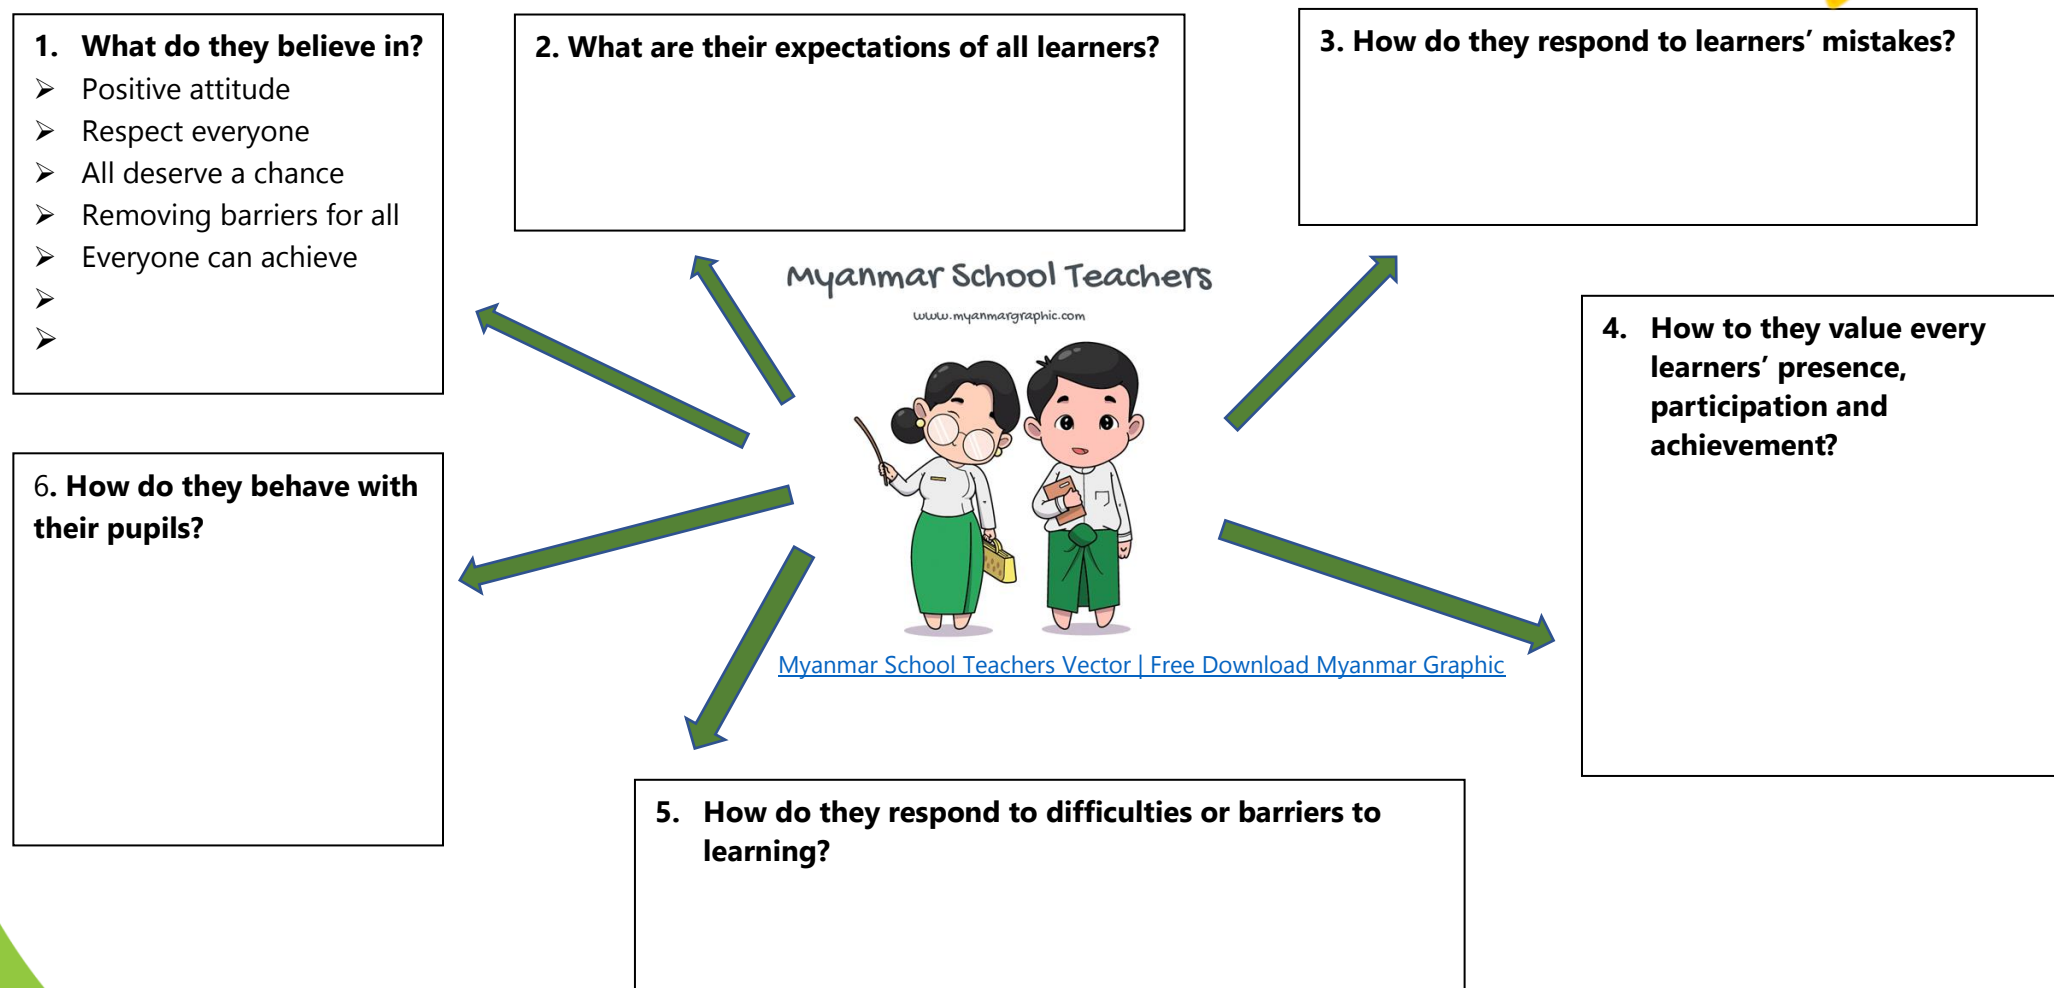 1. What do they believe in?
➢ Positive attitude
➢ Respect everyone
➢ All deserve a chance
➢ Removing barriers for all
➢ Everyone can achieve
➢
➢
2. What are their expectations of all learners?
3. How do they respond to learners’ mistakes?
Myanmar School Teachers
www.myanmargraphic.com
4. How to they value every
learners’ presence,
participation and
achievement?
6. How do they behave with
their pupils?
Myanmar School Teachers Vector | Free Download Myanmar Graphic
5. How do they respond to difficulties or barriers to
learning?